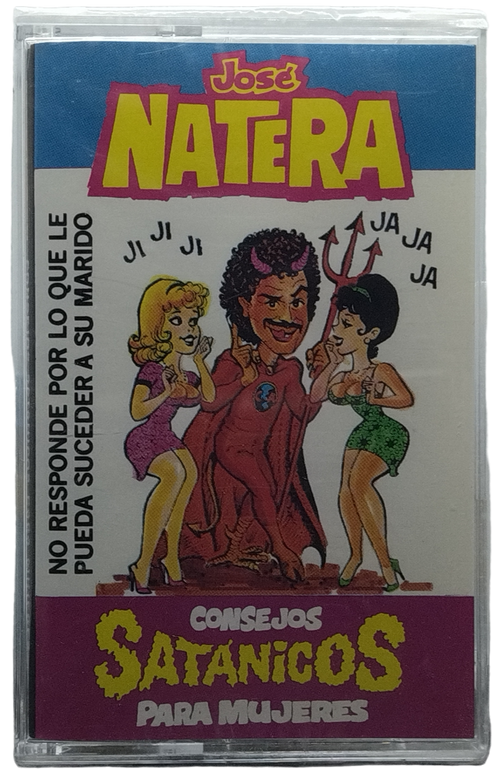 José
NATERA
NO RESPONDE POR LO QUE LE
PUEDA SUCEDER A SU MARIDO
JI JI JI
JA JA
JA
CONSEJOS
SATÁNICOS
PARA MUJERES